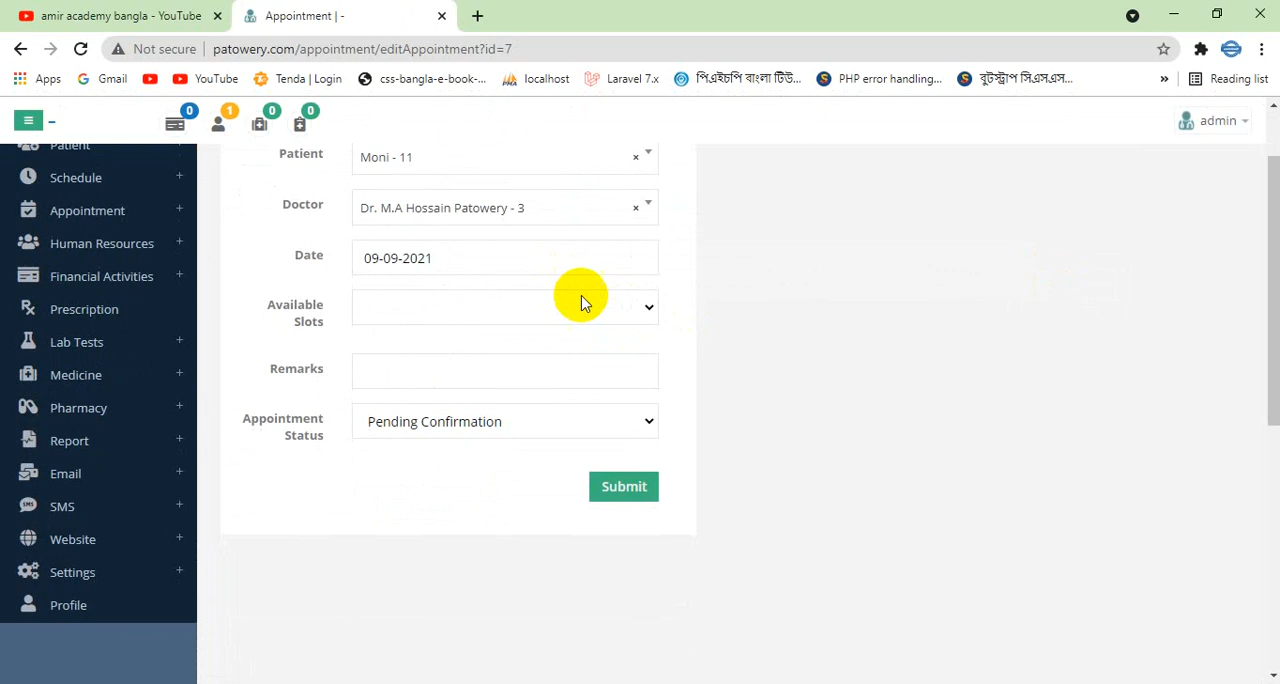 amir academy bangla - YouTube
Appointment | -
Not secure
patowery.com/appointment/editAppointment?id=7
Apps
Gmail
YouTube
Tenda | Login
css-bangla-e-book-...
localhost
Laravel 7.x
পিএইচপি বাংলা টিউ...
PHP error handling...
বুটস্ট্রাপ সিএসএস...
»
Reading list
0
1
0
0
admin
Patient
Schedule +
Appointment +
Human Resources +
Financial Activities +
Prescription
Lab Tests +
Medicine +
Pharmacy +
Report +
Email +
SMS +
Website +
Settings +
Profile
Patient
Moni - 11 ×
Doctor
Dr. M.A Hossain Patowery - 3 ×
Date
09-09-2021
Available
Slots
Remarks
Appointment
Status
Pending Confirmation
Submit